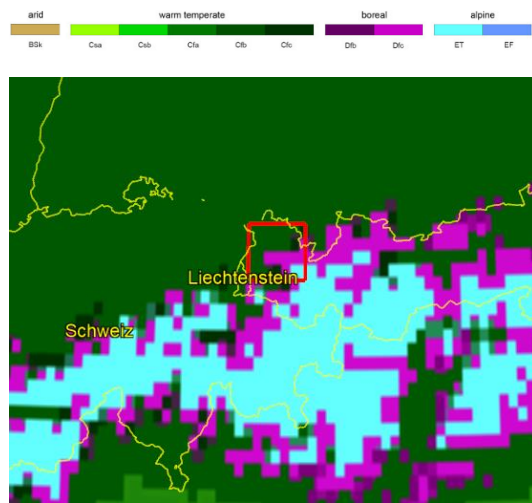 arid warm temperate boreal alpine
BSk Csa Csb Cfa Cfb Cfc Dfb Dfc ET EF
Liechtenstein
Schweiz